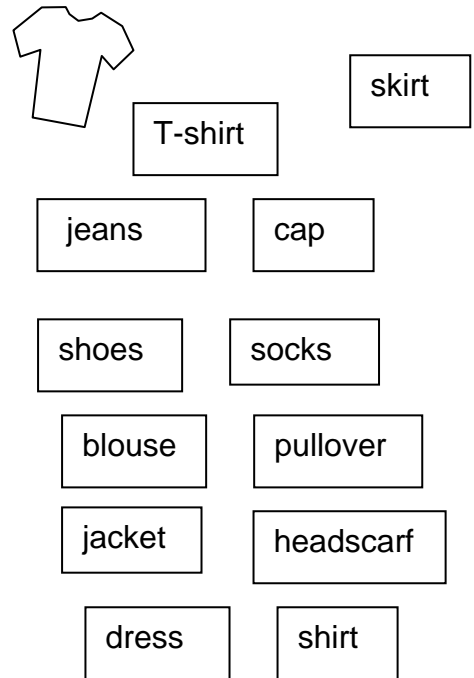 skirt
T-shirt
jeans
cap
shoes
socks
blouse
pullover
jacket
headscarf
dress
shirt